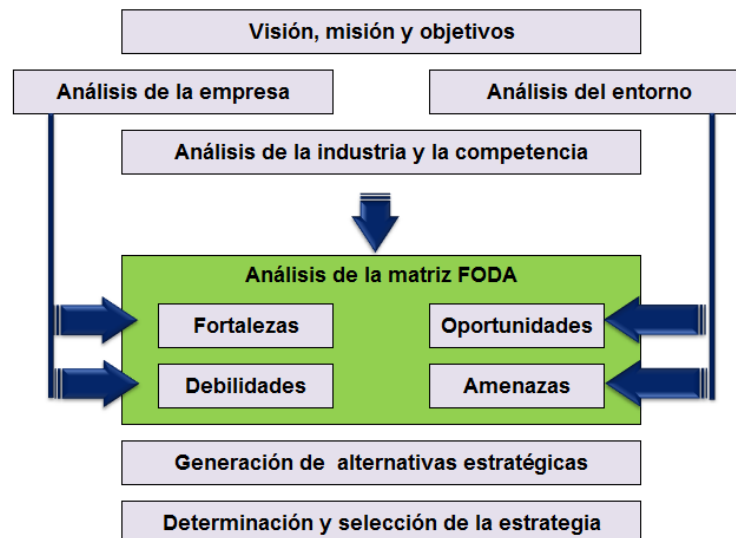 Visión, misión y objetivos
Análisis de la empresa
Análisis del entorno
Análisis de la industria y la competencia
Análisis de la matriz FODA
Fortalezas
Oportunidades
Debilidades
Amenazas
Generación de alternativas estratégicas
Determinación y selección de la estrategia